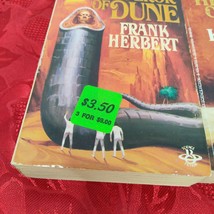 OF DUNE
FRANK
HERBERT
$3.50
3 FOR $9.00